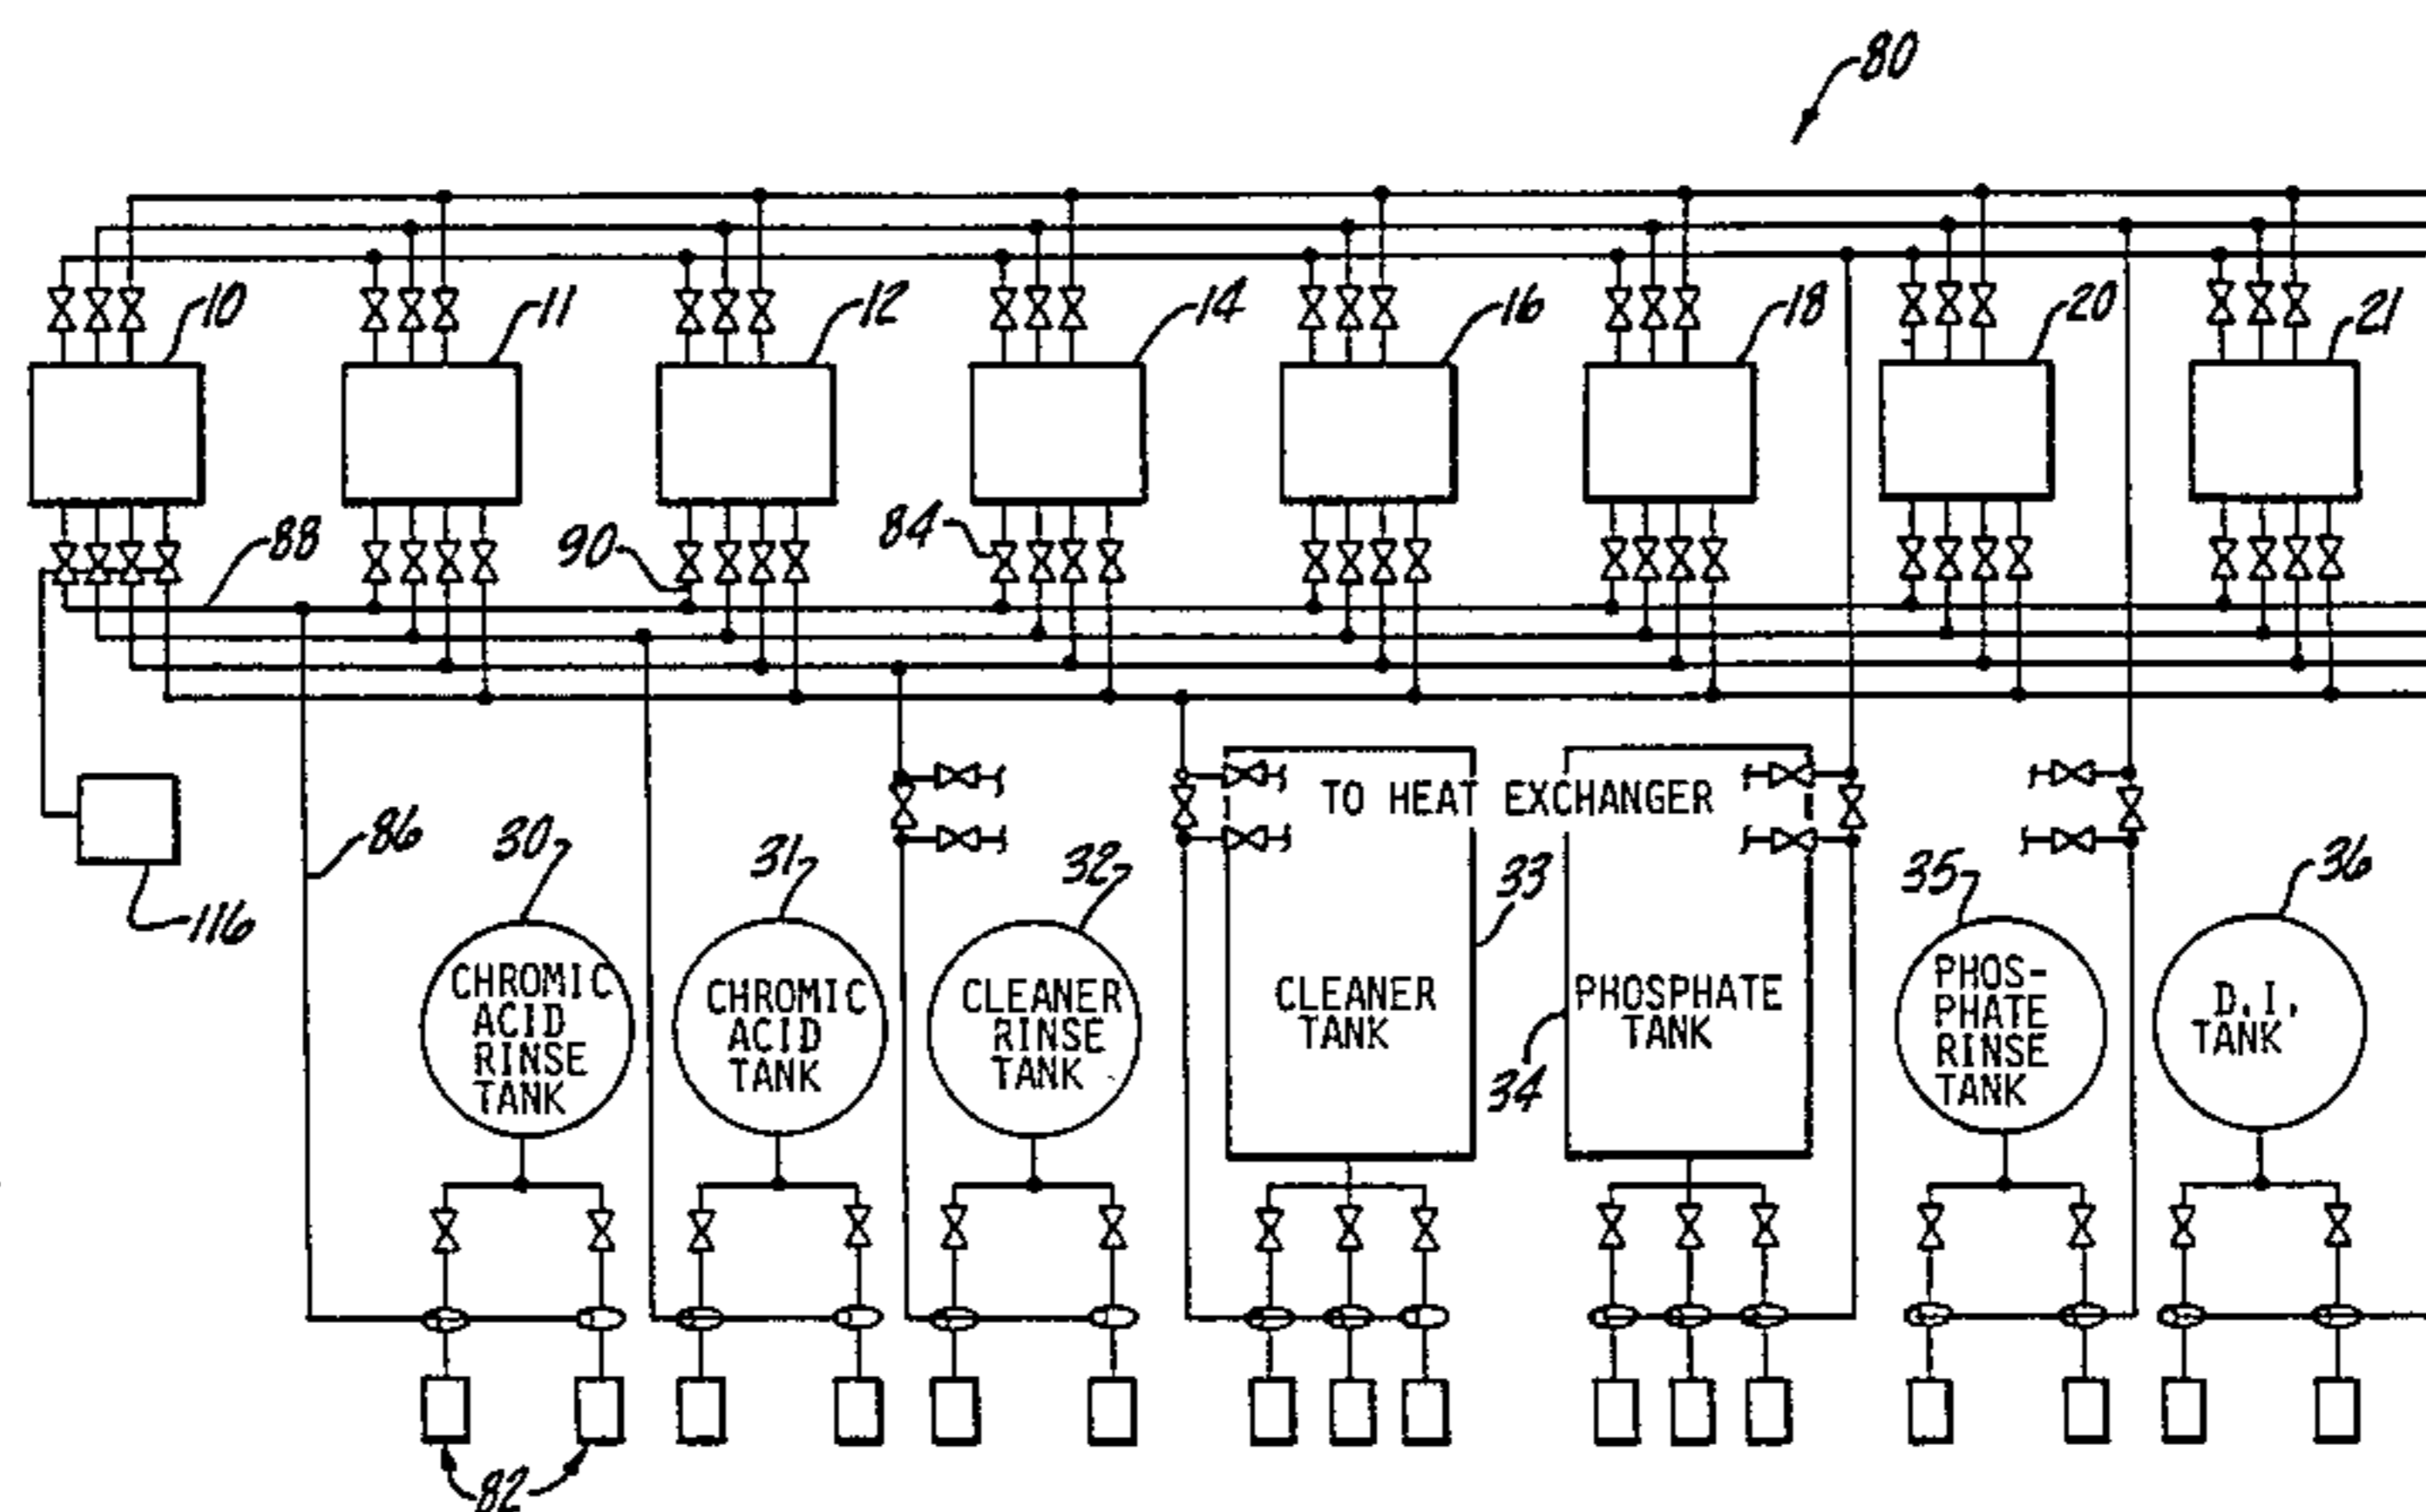 80
10
11
12
14
16
18
20
21
88
90
84
86
116
TO HEAT EXCHANGER
30
31
32
33
34
35
36
CHROMIC
ACID
RINSE
TANK
CHROMIC
ACID
TANK
CLEANER
RINSE
TANK
CLEANER
TANK
PHOSPHATE
TANK
PHOS-
PHATE
RINSE
TANK
D.I.
TANK
82